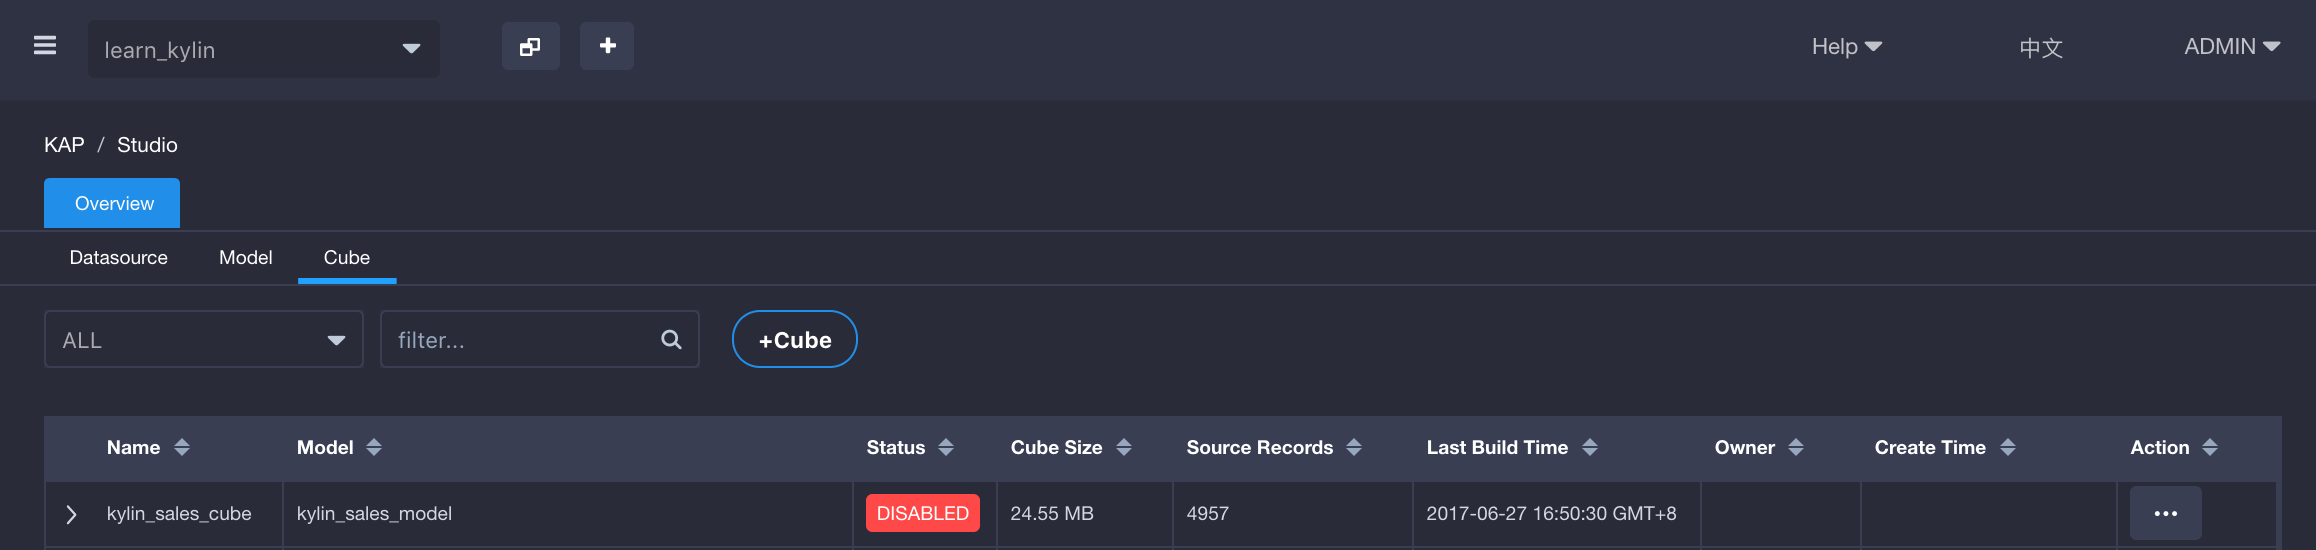 learn_kylin Help 中文 ADMIN
KAP / Studio
Overview
Datasource Model Cube
ALL filter... +Cube
Name Model Status Cube Size Source Records Last Build Time Owner Create Time Action
kylin_sales_cube kylin_sales_model DISABLED 24.55 MB 4957 2017-06-27 16:50:30 GMT+8